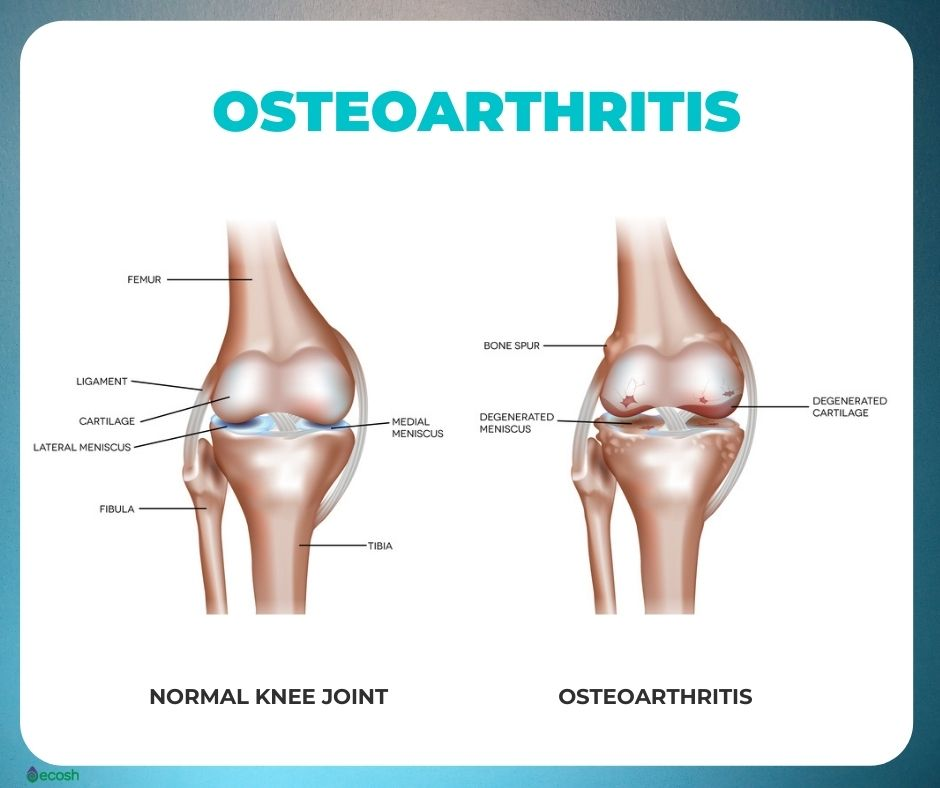 OSTEOARTHRITIS
FEMUR
LIGAMENT
CARTILAGE
LATERAL MENISCUS
MEDIAL
MENISCUS
FIBULA
TIBIA
NORMAL KNEE JOINT
BONE SPUR
DEGENERATED
MENISCUS
DEGENERATED
CARTILAGE
OSTEOARTHRITIS
ecosh